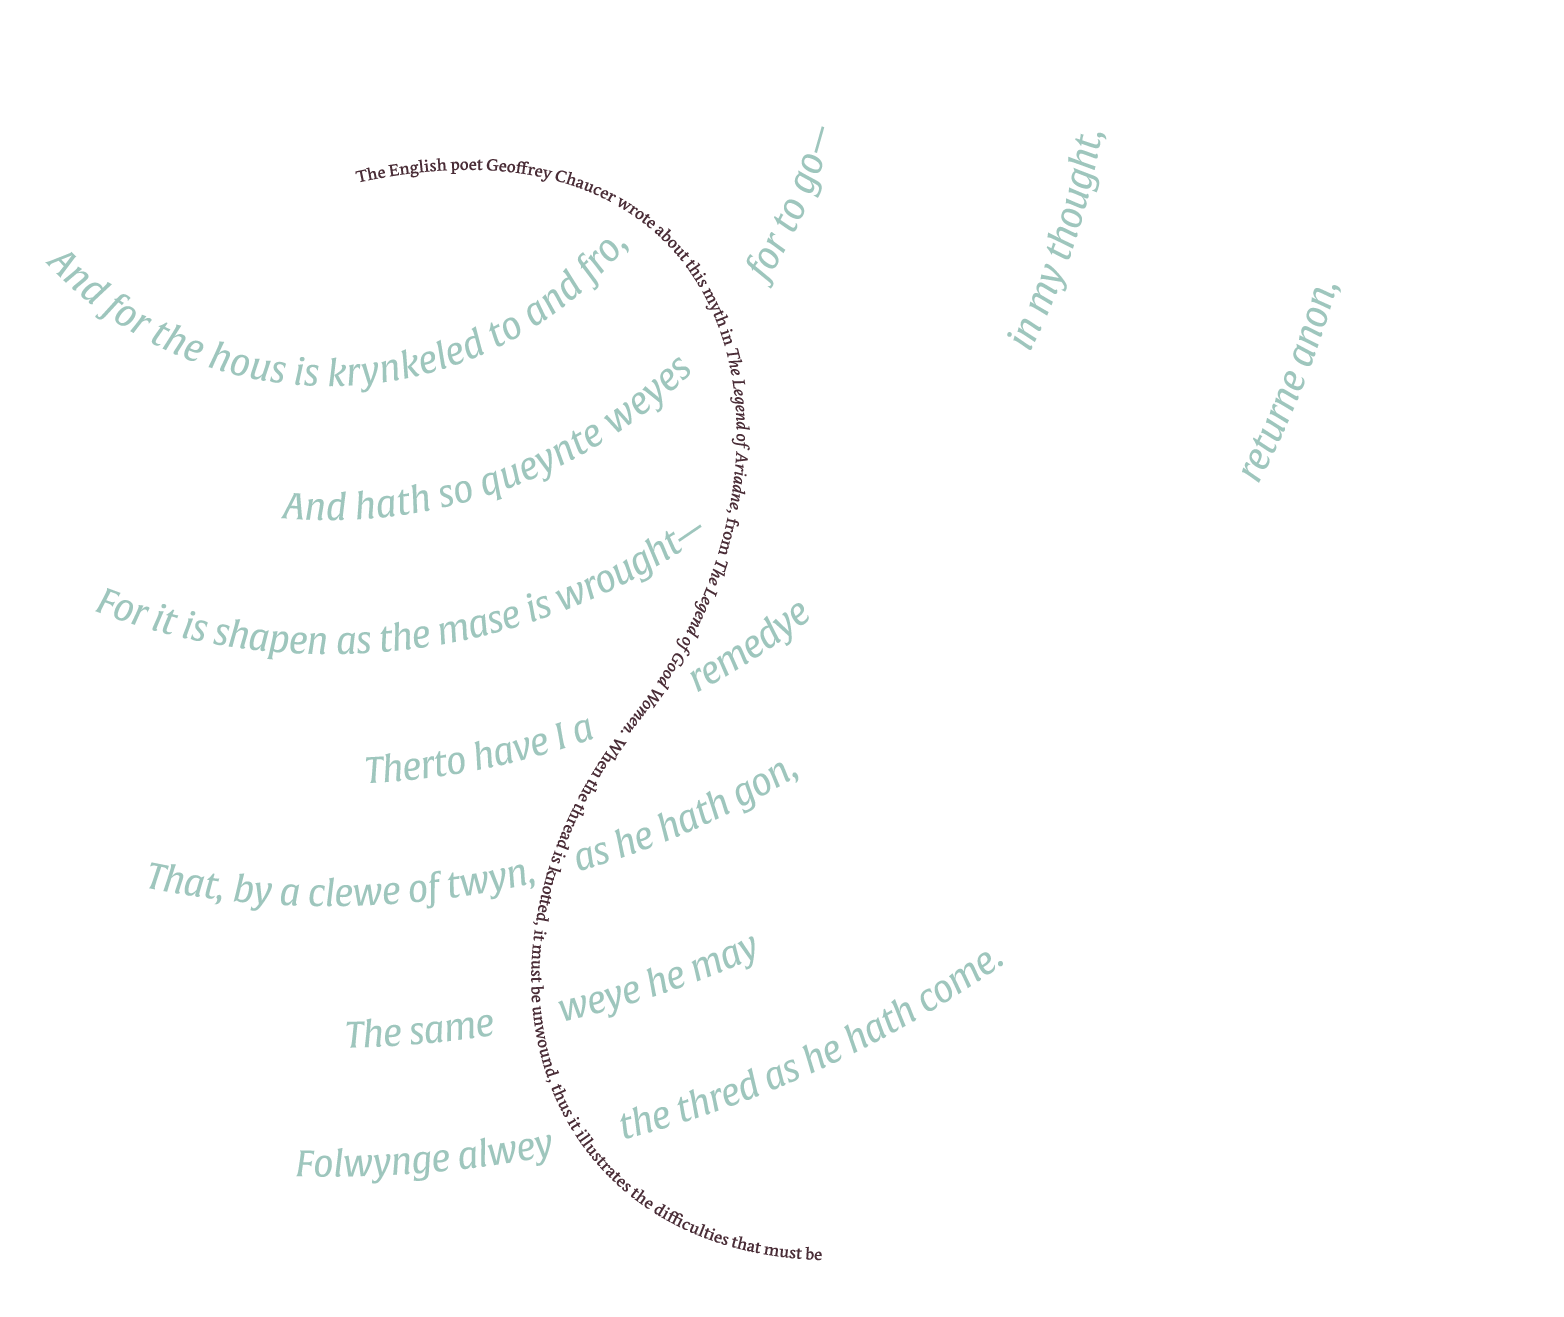 The English poet Geoffrey Chaucer wrote about this myth in The Legend of Ariadne, from The Legend of Good Women. When the thread is knotted, it must be unwound, thus it illustrates the difficulties that must be
And for the hous is krynkeled to and fro,
And hath so queynte weyes
for to go—
For it is shapen as the mase is wrought—
Therto have I a
remedye
in my thought,
That, by a clewe of twyn,
as he hath gon,
The same
weye he may
returne anon,
Folwynge alwey
the thred as he hath come.